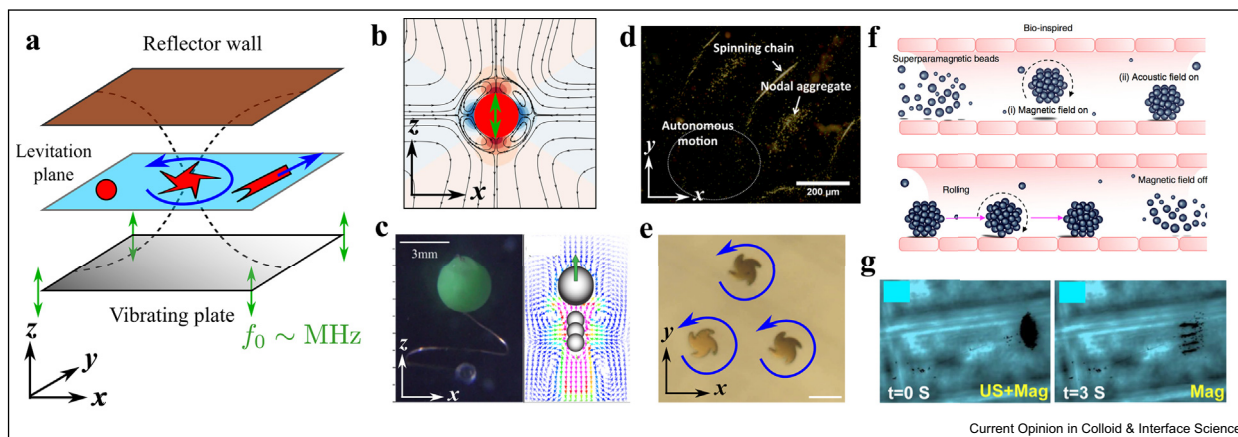 a
Reflector wall
Levitation
plane
Vibrating plate
f₀ ∼ MHz
z
y
x
b
z
x
c
3mm
z
x
d
Spinning chain
Nodal aggregate
Autonomous
motion
y
x
200 μm
e
y
x
f
Bio-inspired
Superparamagnetic beads
(i) Magnetic field on
(ii) Acoustic field on
Rolling
Magnetic field off
g
t=0 S
US+Mag
t=3 S
Mag
Current Opinion in Colloid & Interface Science